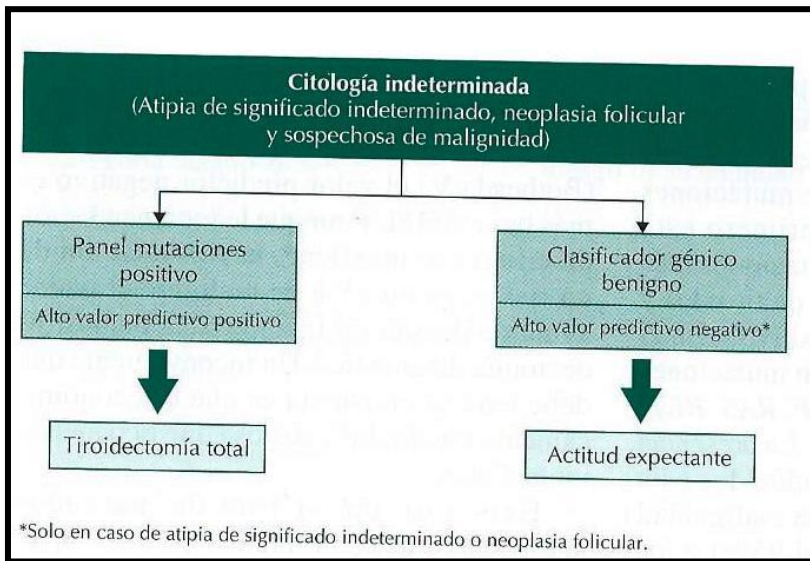 Citología indeterminada
(Atipia de significado indeterminado, neoplasia folicular
y sospechosa de malignidad)
Panel mutaciones
positivo
Alto valor predictivo positivo
Tiroidectomía total
Clasificador génico
benigno
Alto valor predictivo negativo*
Actitud expectante
*Solo en caso de atipia de significado indeterminado o neoplasia folicular.